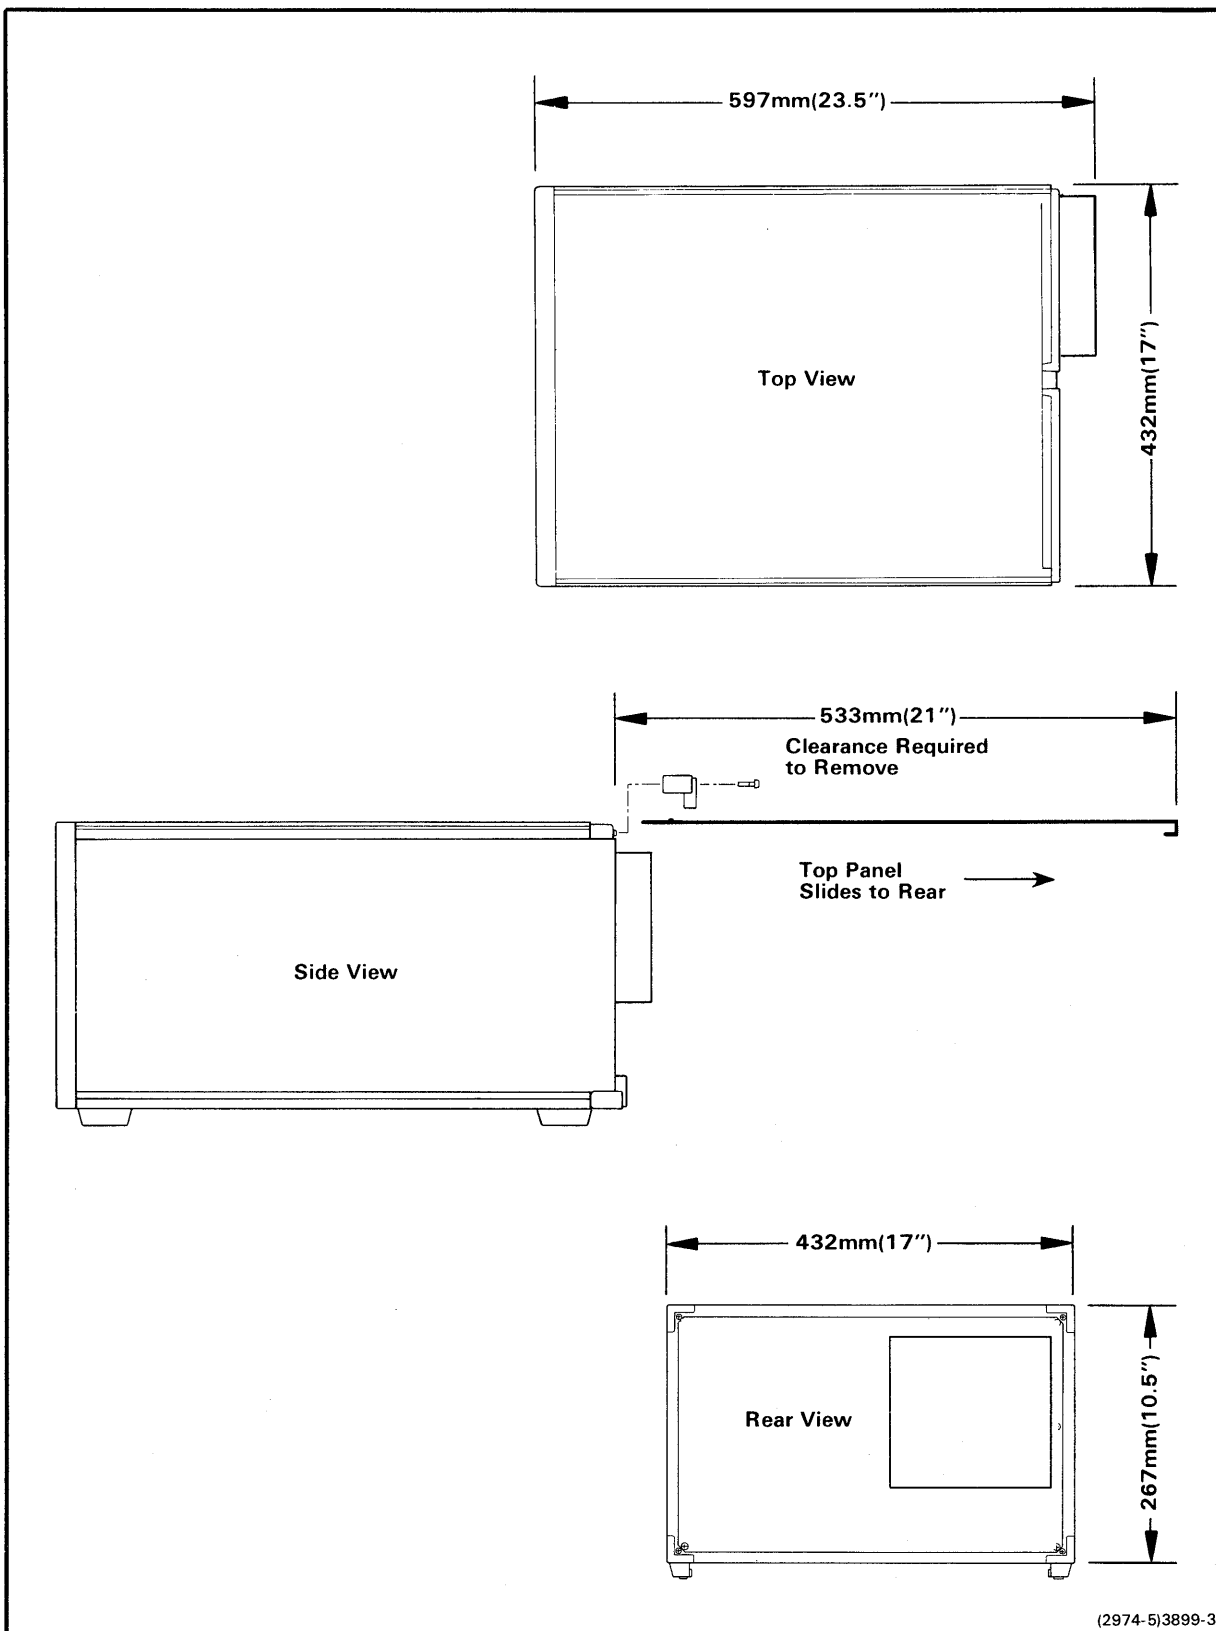 597mm(23.5")
432mm(17")
Top View
533mm(21")
Clearance Required
to Remove
Top Panel
Slides to Rear
Side View
432mm(17")
Rear View
267mm(10.5")
(2974-5)3899-3